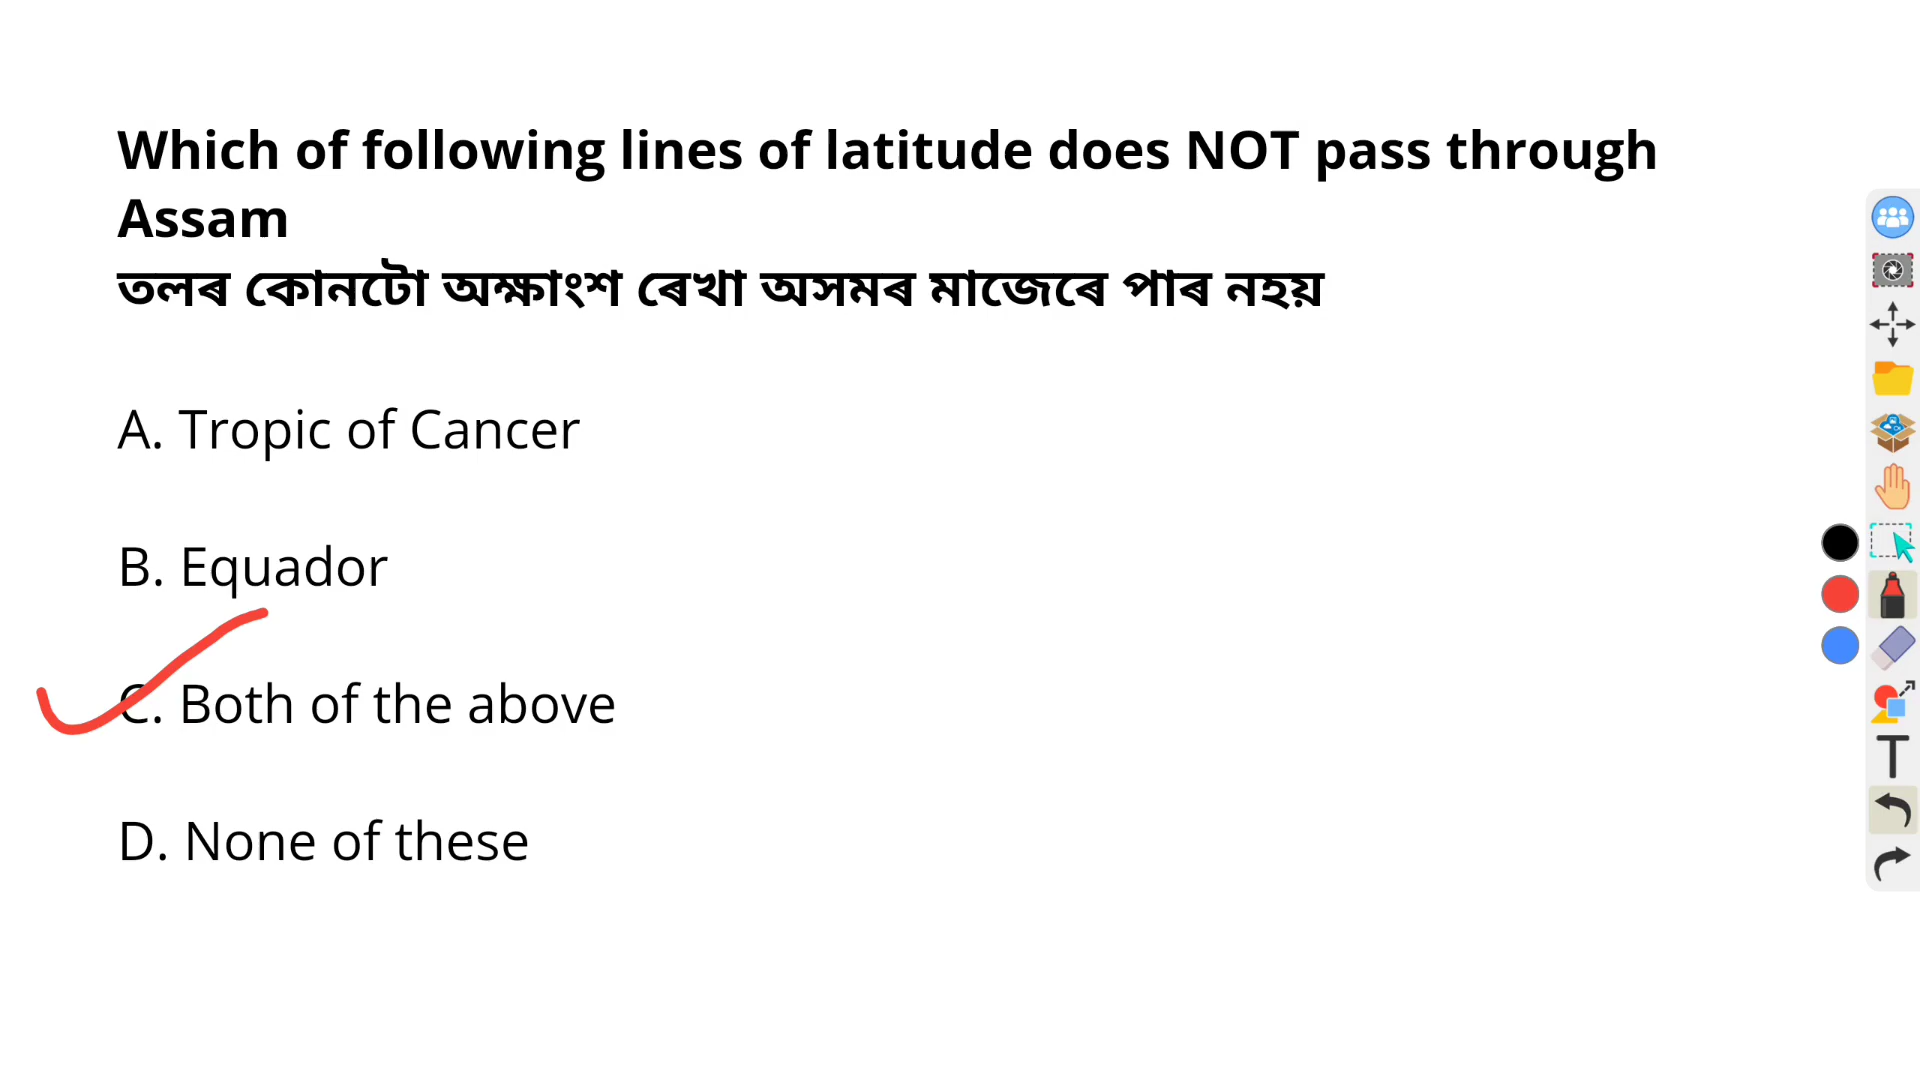 Which of following lines of latitude does NOT pass through
Assam
তলৰ কোনটো অক্ষাংশ ৰেখা অসমৰ মাজেৰে পাৰ নহয়
A. Tropic of Cancer
B. Equador
C. Both of the above
D. None of these
T